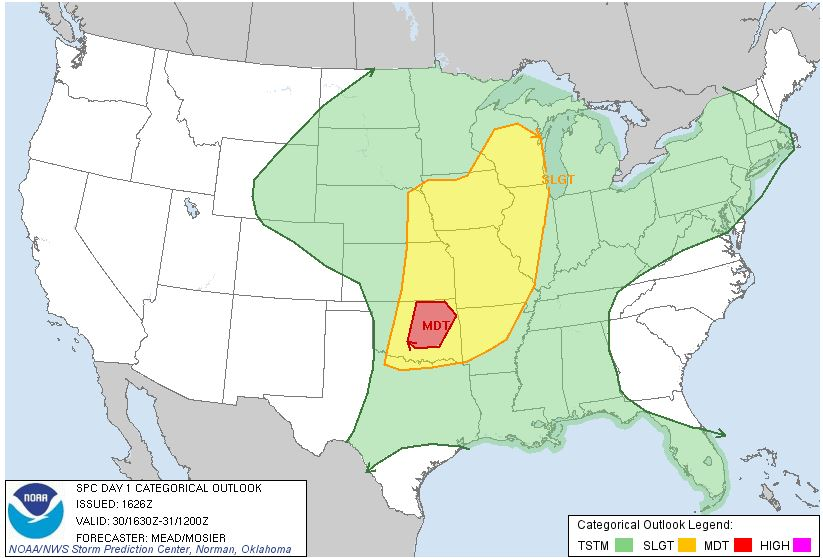 SLGT
MDT
NOAA
SPC DAY 1 CATEGORICAL OUTLOOK
ISSUED: 1626Z
VALID: 30/1630Z-31/1200Z
FORECASTER: MEAD/MOSIER
NOAA/NWS Storm Prediction Center, Norman, Oklahoma
Categorical Outlook Legend:
TSTM SLGT MDT HIGH